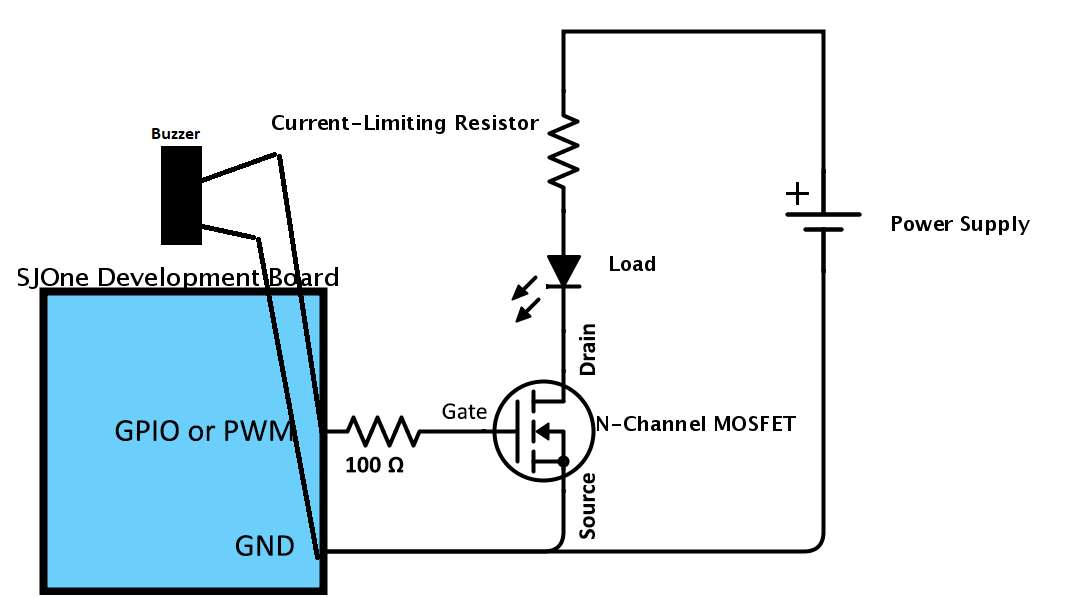 Current-Limiting Resistor
Buzzer
+
Power Supply
Load
SJOne Development Board
Drain
Gate
GPIO or PWM
N-Channel MOSFET
100 Ω
Source
GND